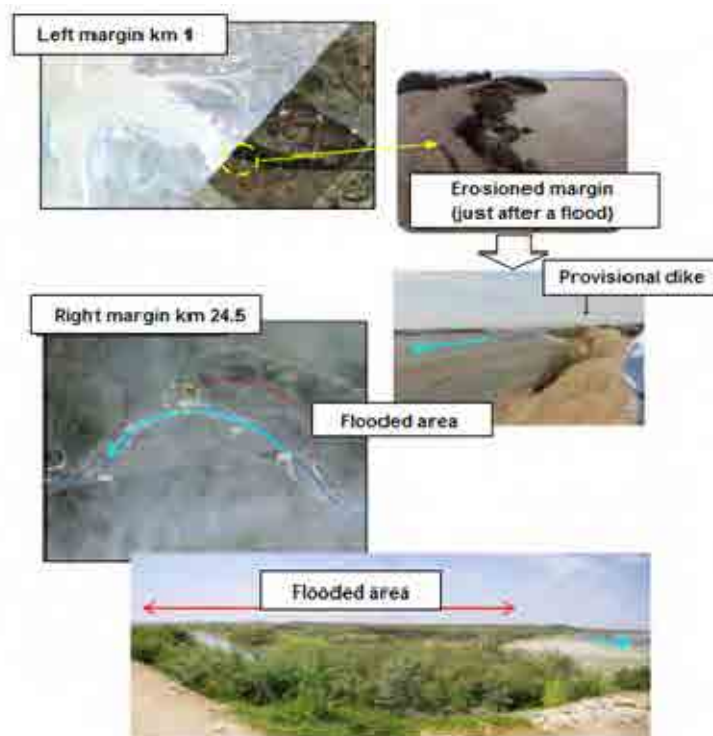 Left margin km 1
Erosioned margin
(just after a flood)
Provisional dike
Right margin km 24.5
Flooded area
Flooded area